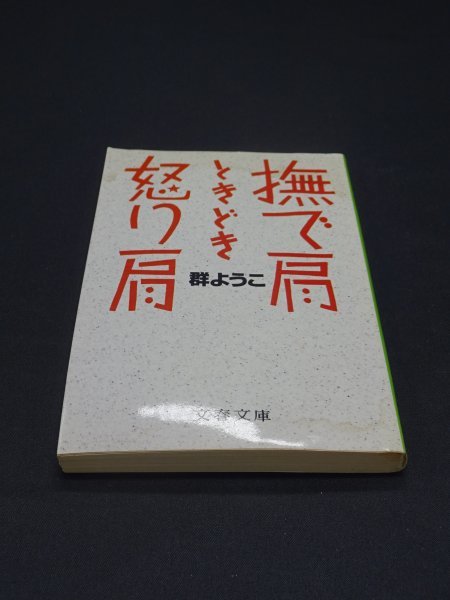 撫で肩
ときどき
怒り肩
群ようこ
文春文庫